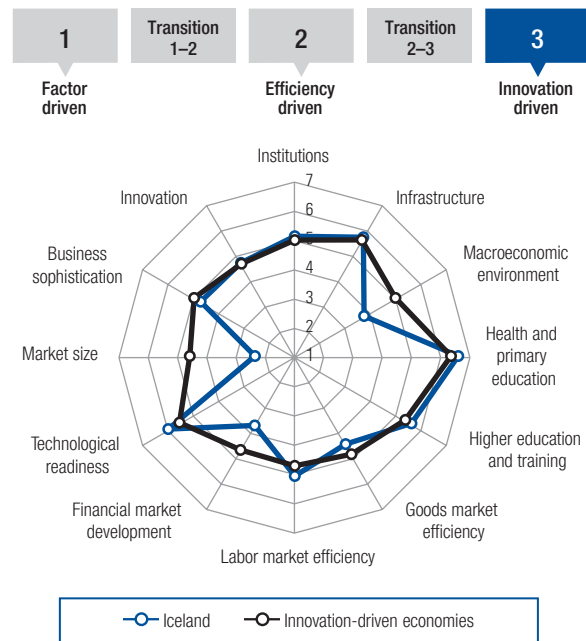 1
Transition
1–2
2
Transition
2–3
3
Factor
driven
Efficiency
driven
Innovation
driven
Institutions
7
6
5
4
3
2
1
Infrastructure
Macroeconomic
environment
Health and
primary
education
Higher education
and training
Goods market
efficiency
Labor market efficiency
Financial market
development
Technological
readiness
Market size
Business
sophistication
Innovation
Iceland
Innovation-driven economies